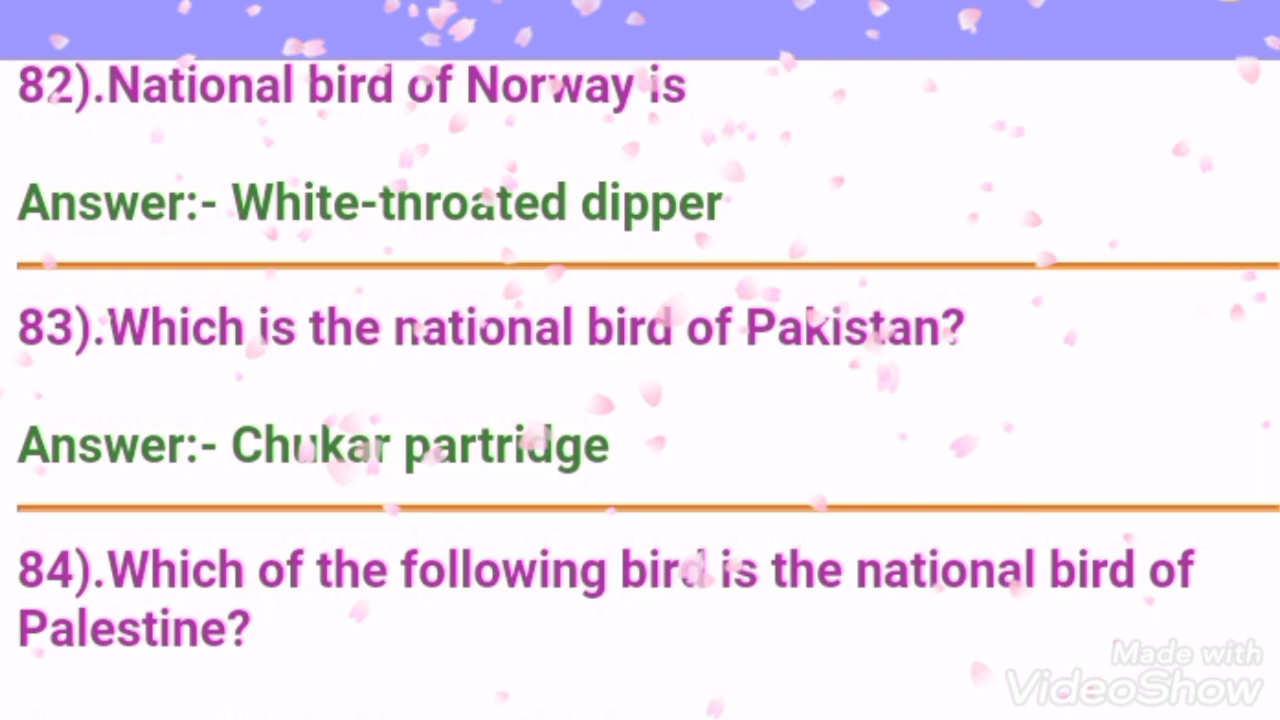 82).National bird of Norway is
Answer:- White-throated dipper
83).Which is the national bird of Pakistan?
Answer:- Chukar partridge
84).Which of the following bird is the national bird of
Palestine?
Made with
VideoShow